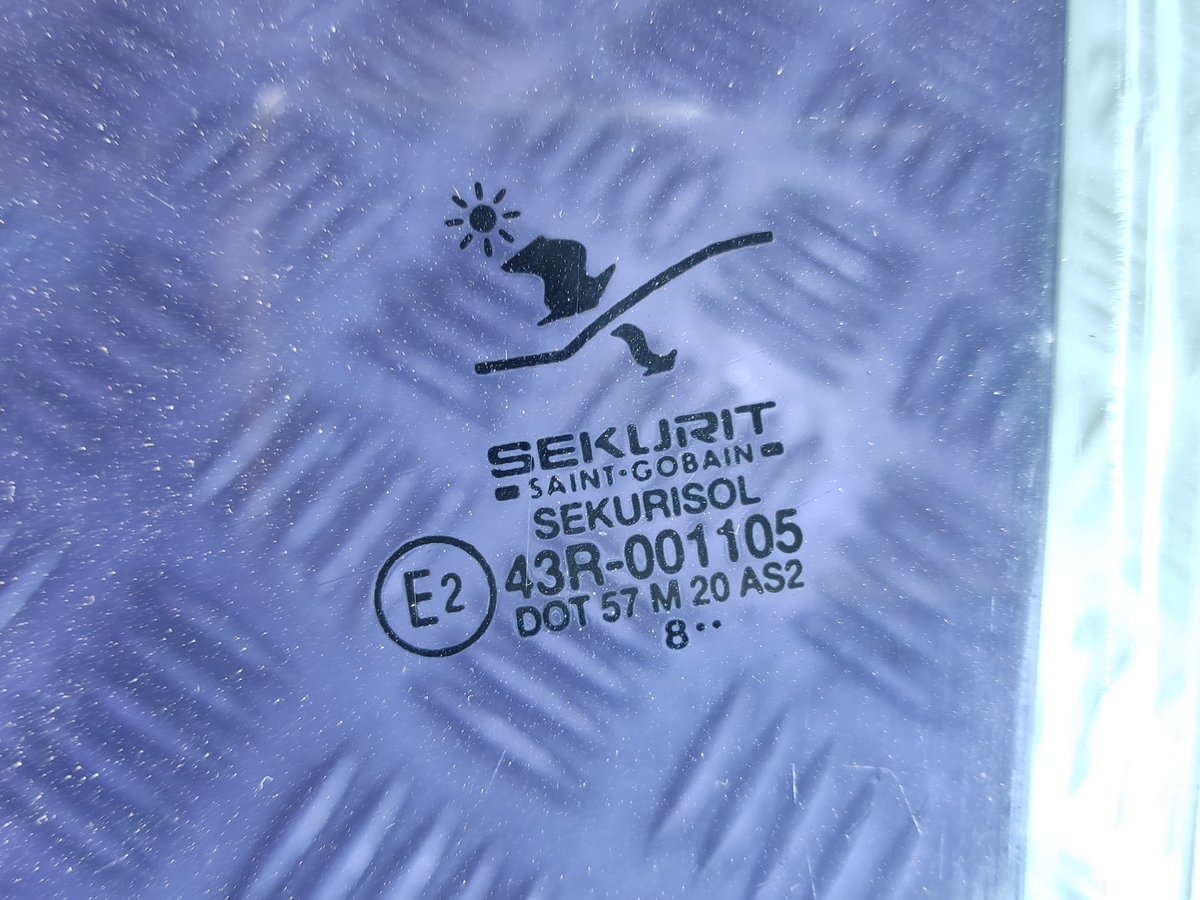 SEKURIT
SAINT-GOBAIN
SEKURISOL
E2 43R-001105
DOT 57 M 20 AS2
8··